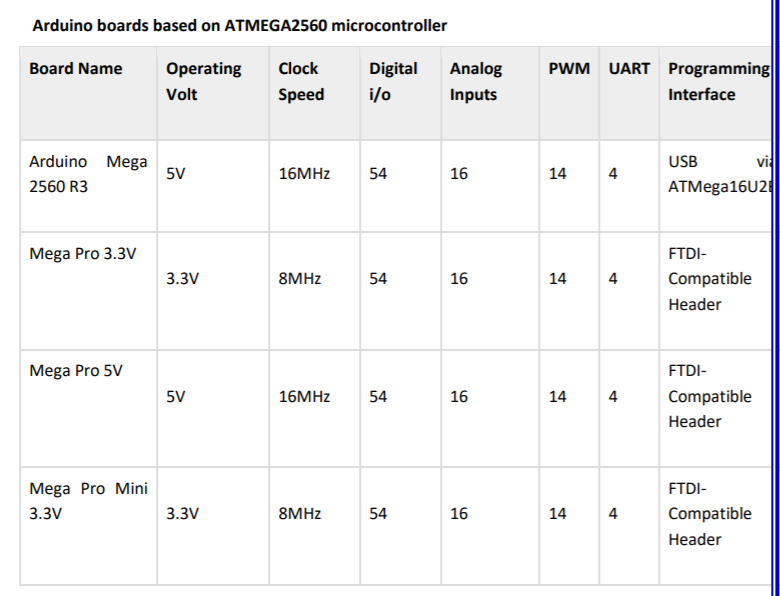 Arduino boards based on ATMEGA2560 microcontroller
Board Name Operating Volt Clock Speed Digital i/o Analog Inputs PWM UART Programming Interface
Arduino Mega 2560 R3 5V 16MHz 54 16 14 4 USB via ATMega16U2
Mega Pro 3.3V 3.3V 8MHz 54 16 14 4 FTDI-Compatible Header
Mega Pro 5V 5V 16MHz 54 16 14 4 FTDI-Compatible Header
Mega Pro Mini 3.3V 3.3V 8MHz 54 16 14 4 FTDI-Compatible Header